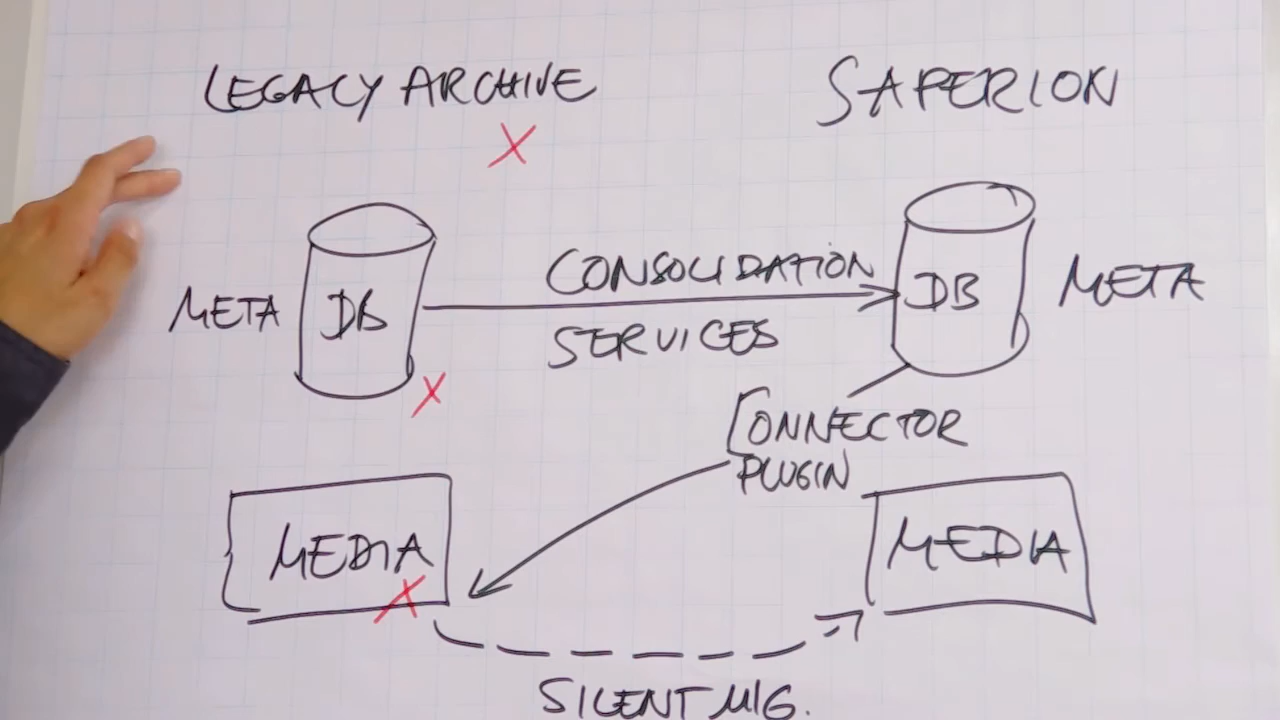 LEGACY ARCHIVE
SAPERION
X
META
DB
CONSOLIDATION
SERVICES
DB
META
X
CONNECTOR
PLUGIN
MEDIA
X
MEDIA
SILENT MIG.